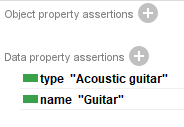 Object property assertions
Data property assertions
type "Acoustic guitar"
name "Guitar"